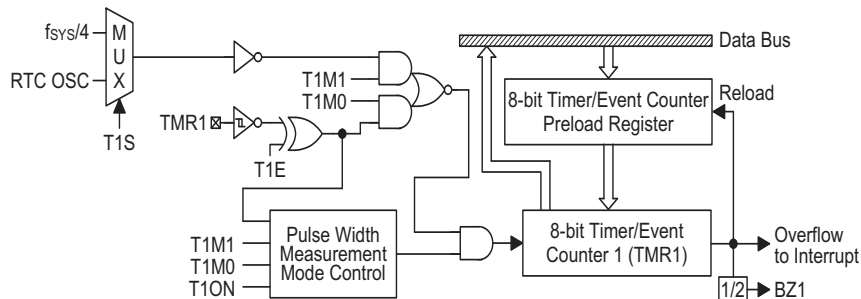 fSYS/4
M
U
X
RTC OSC
T1S
T1M1
T1M0
TMR1
T1E
Data Bus
8-bit Timer/Event Counter
Preload Register
Reload
T1M1
T1M0
T1ON
Pulse Width
Measurement
Mode Control
8-bit Timer/Event
Counter 1 (TMR1)
Overflow
to Interrupt
1/2
BZ1